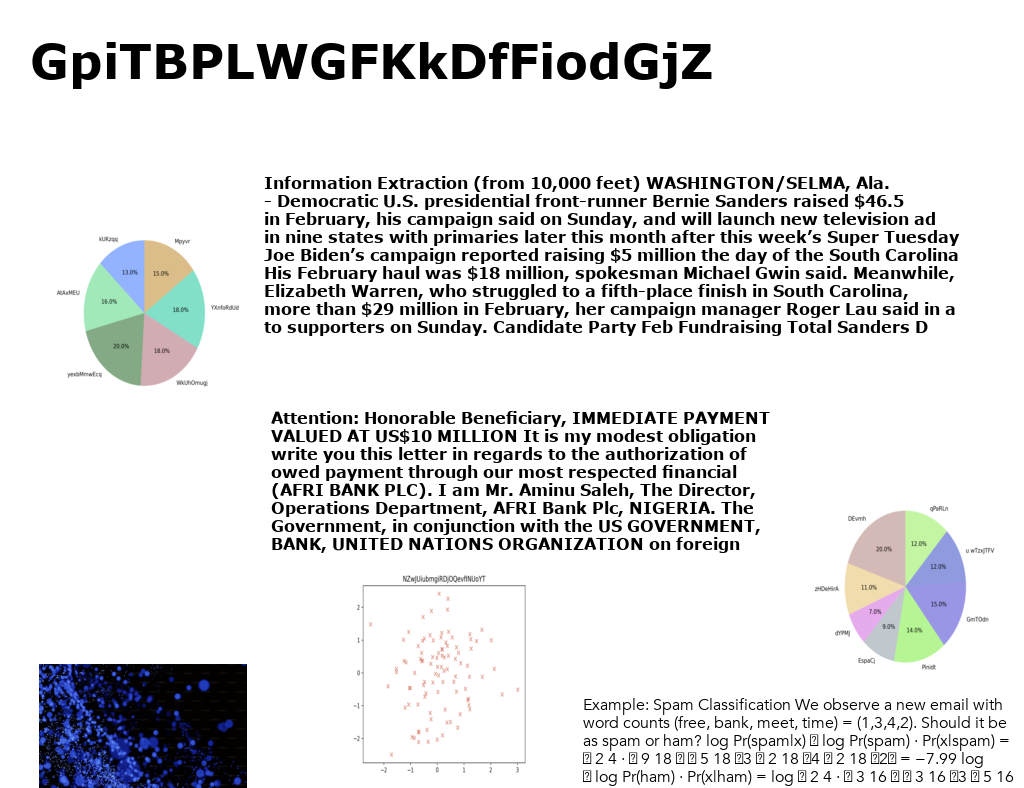 GpiTBPLWGFKkDfFiodGjZ
Information Extraction (from 10,000 feet) WASHINGTON/SELMA, Ala.
– Democratic U.S. presidential front-runner Bernie Sanders raised $46.5
in February, his campaign said on Sunday, and will launch new television ad
in nine states with primaries later this month after this week’s Super Tuesday
Joe Biden’s campaign reported raising $5 million the day of the South Carolina
His February haul was $18 million, spokesman Michael Gwin said. Meanwhile,
Elizabeth Warren, who struggled to a fifth-place finish in South Carolina,
more than $29 million in February, her campaign manager Roger Lau said in a
to supporters on Sunday. Candidate Party Feb Fundraising Total Sanders D
kUKzqq
Mpyvr
13.0%
15.0%
AtAxMEU
16.0%
18.0%
YXnfoRdUd
20.0%
18.0%
yexbMmwEcq
WkUhOmugj
Attention: Honorable Beneficiary, IMMEDIATE PAYMENT
VALUED AT US$10 MILLION It is my modest obligation
write you this letter in regards to the authorization of
owed payment through our most respected financial
(AFRI BANK PLC). I am Mr. Aminu Saleh, The Director,
Operations Department, AFRI Bank Plc, NIGERIA. The
Government, in conjunction with the US GOVERNMENT,
BANK, UNITED NATIONS ORGANIZATION on foreign
qPaRLn
DEvmh
20.0%
12.0%
u wTzxjTFV
12.0%
zHDeHirA
11.0%
15.0%
7.0%
GmTOdn
dYPMJ
9.0%
14.0%
EspaCj
Pinidt
2
1
0
−1
−2
−2
−1
0
1
2
3
Example: Spam Classification We observe a new email with
word counts (free, bank, meet, time) = (1,3,4,2). Should it be
as spam or ham? log Pr(spam|x) log Pr(spam) · Pr(x|spam) =
2 4 · 9 18 5 18 3 2 18 4 2 18 2 = −7.99 log
log Pr(ham) · Pr(x|ham) = log 2 4 · 3 16 3 16 3 5 16